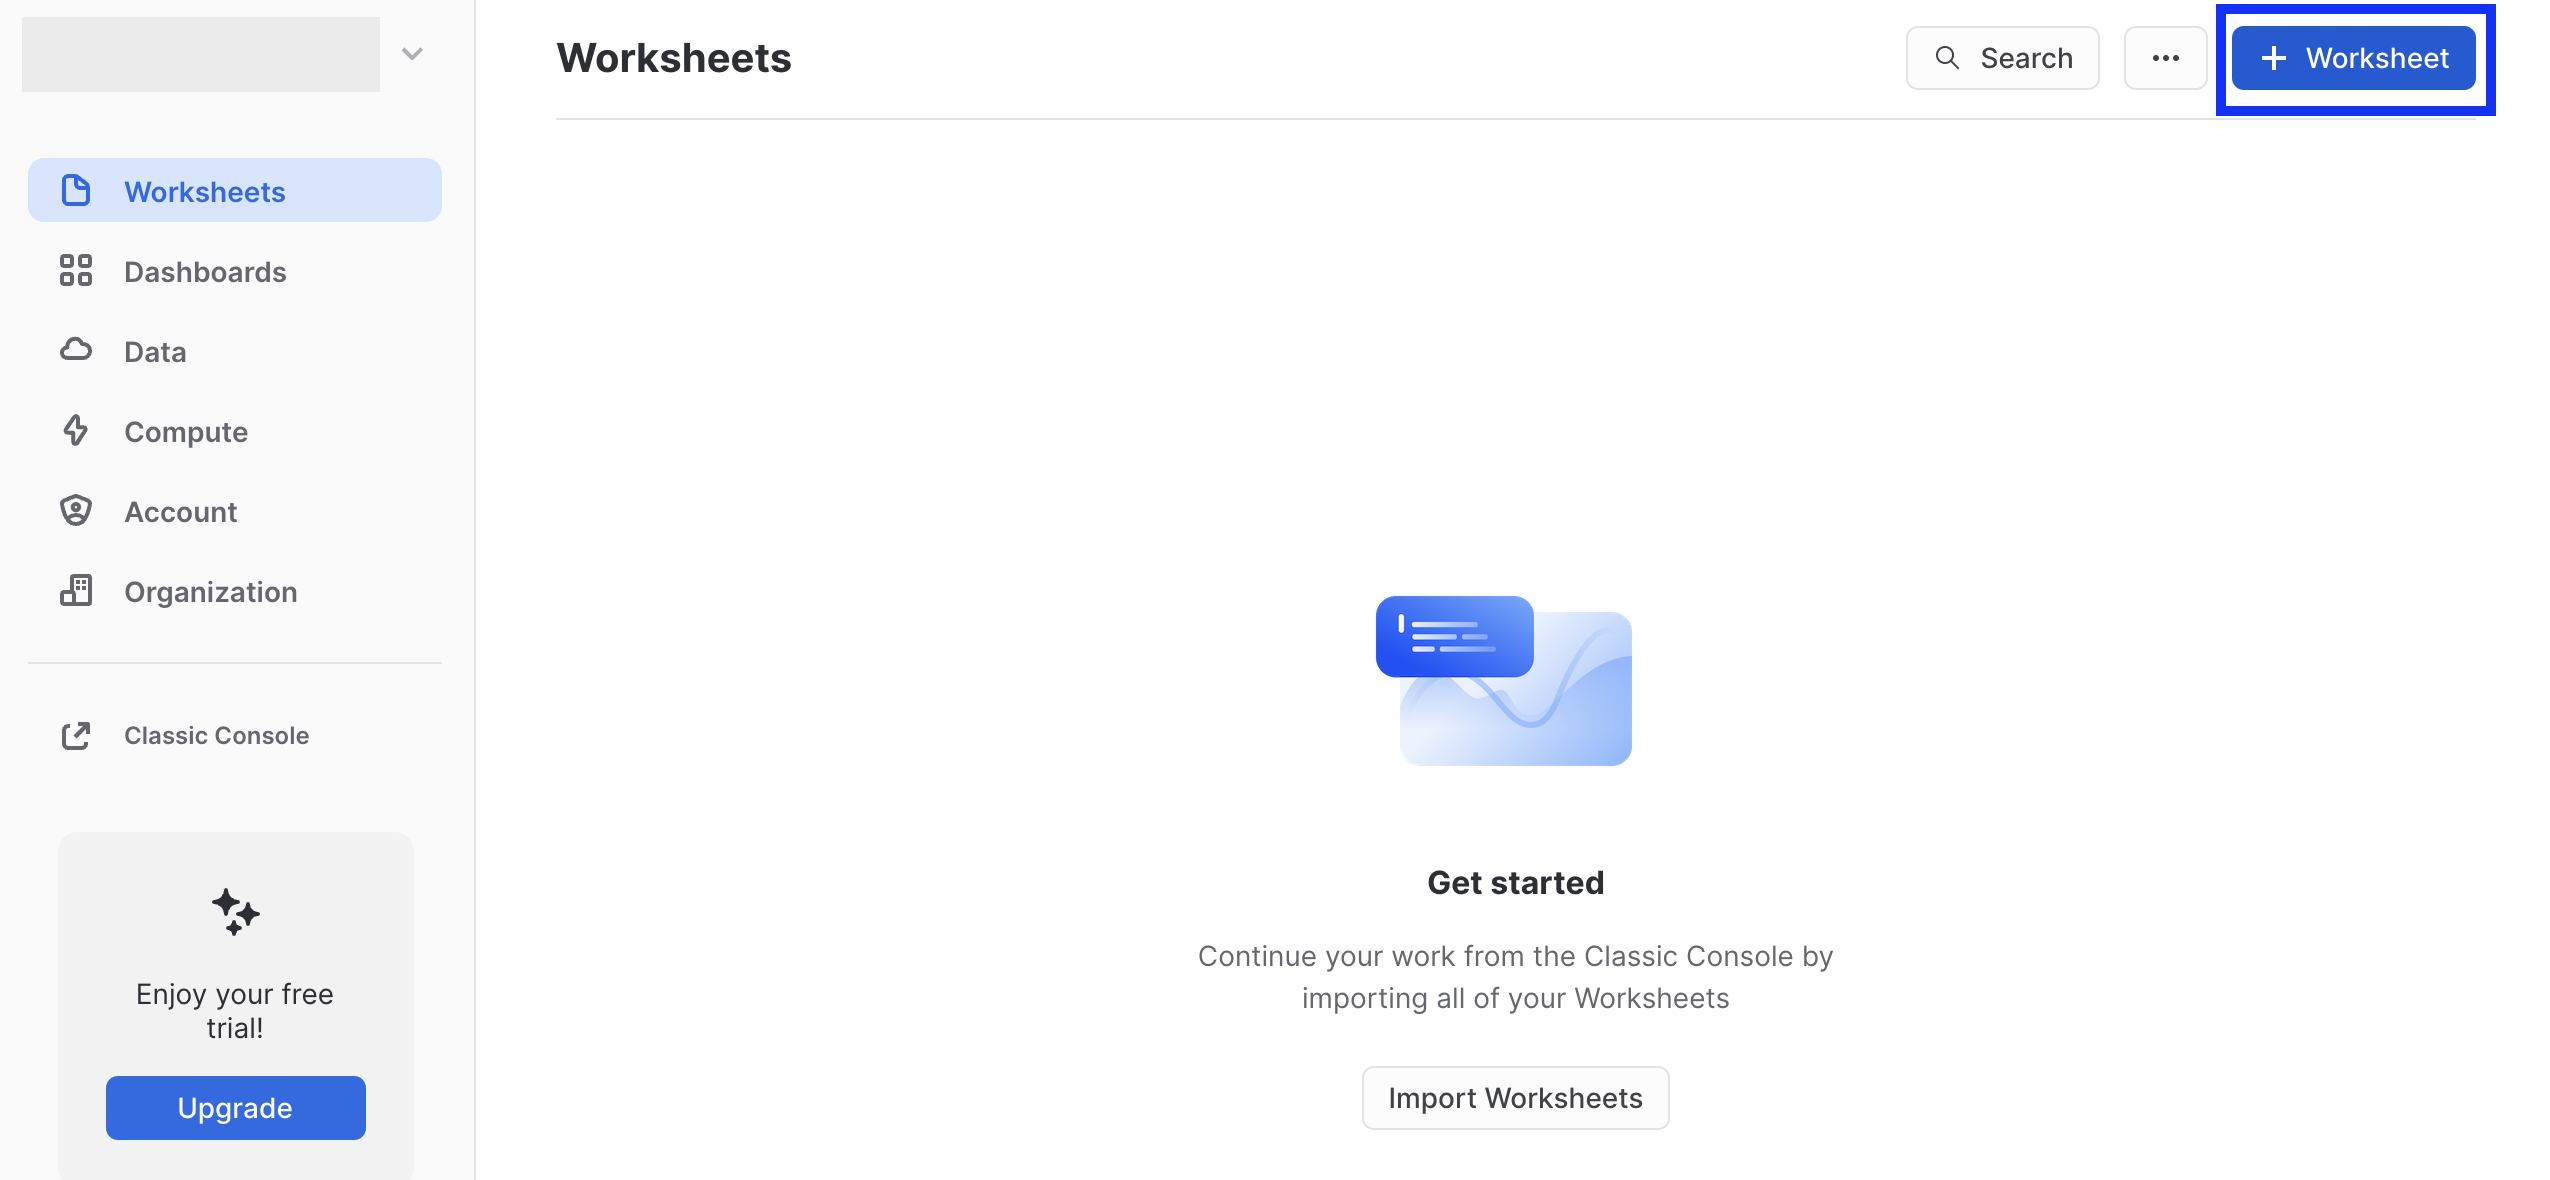 Worksheets
Search
Worksheet
Worksheets
Dashboards
Data
Compute
Account
Organization
Classic Console
Enjoy your free
trial!
Upgrade
Get started
Continue your work from the Classic Console by
importing all of your Worksheets
Import Worksheets